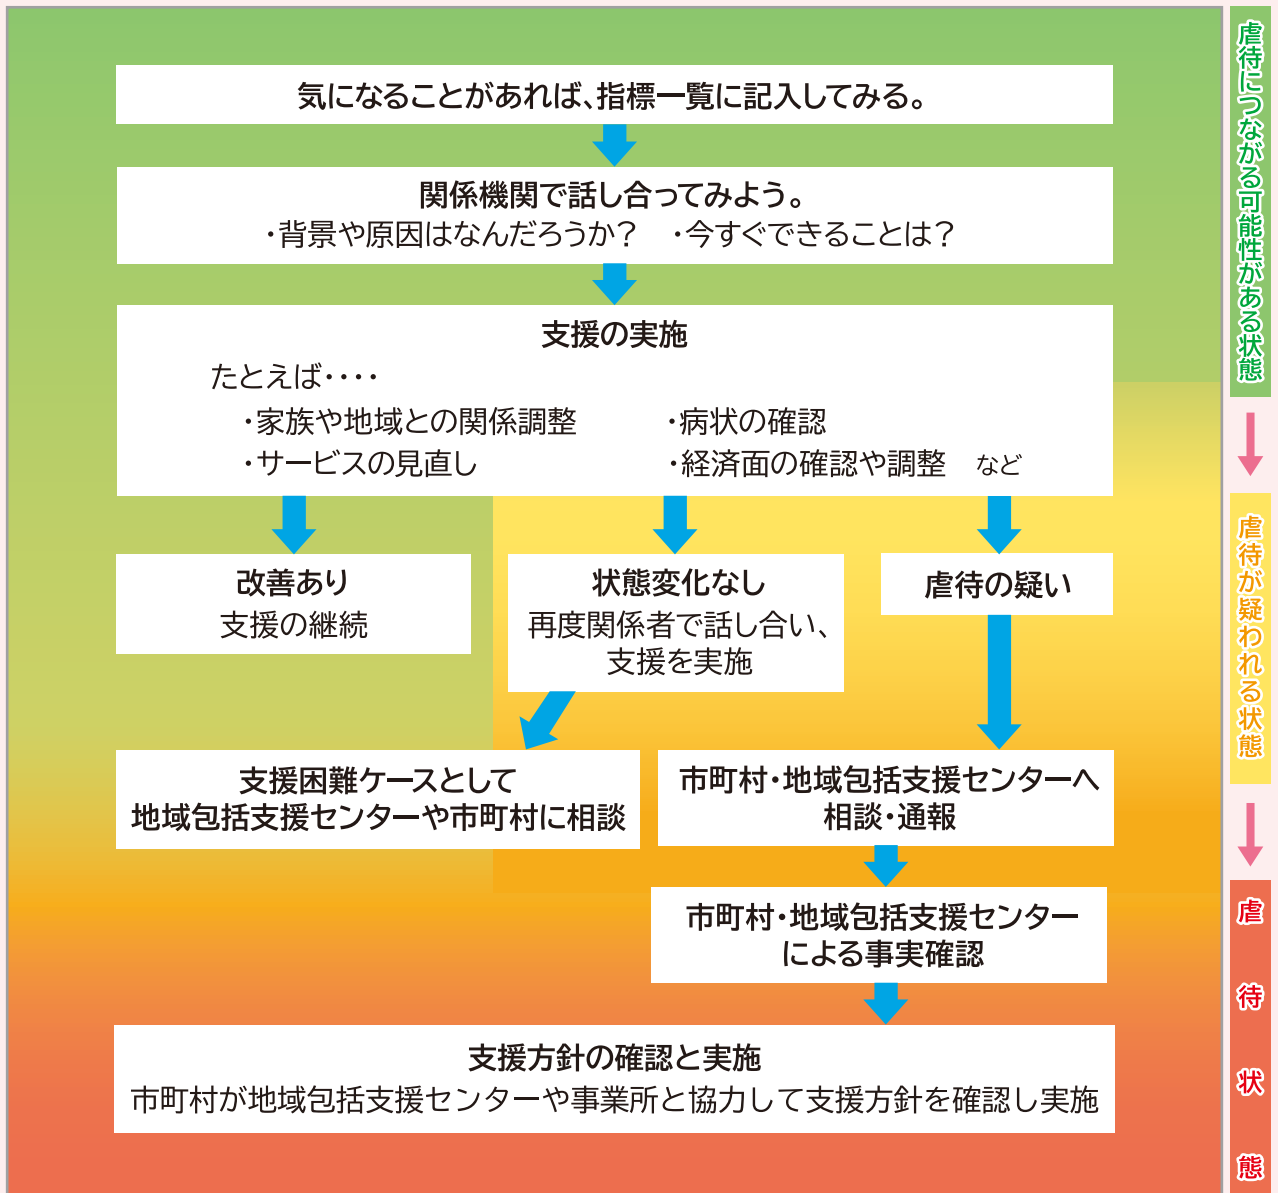 気になることがあれば、指標一覧に記入してみる。
関係機関で話し合ってみよう。
・背景や原因はなんだろうか？　・今すぐできることは？
支援の実施
たとえば・・・・
・家族や地域との関係調整　・病状の確認
・サービスの見直し　・経済面の確認や調整　など
改善あり
支援の継続
状態変化なし
再度関係者で話し合い、
支援を実施
虐待の疑い
支援困難ケースとして
地域包括支援センターや市町村に相談
市町村・地域包括支援センターへ
相談・通報
市町村・地域包括支援センター
による事実確認
支援方針の確認と実施
市町村が地域包括支援センターや事業所と協力して支援方針を確認し実施
虐待につながる可能性がある状態
虐待が疑われる状態
虐待状態